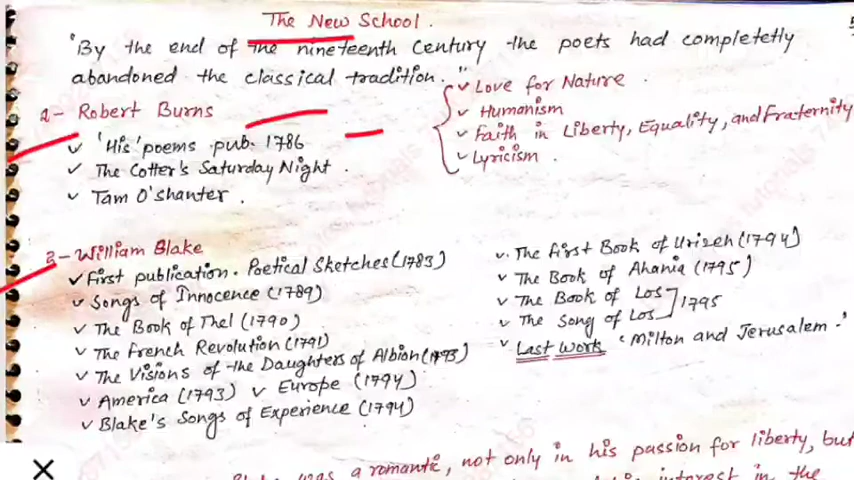 The New School.
"By the end of the nineteenth Century the poets had completetly
abandoned the classical tradition."
✓ Love for Nature
✓ Humanism
✓ Faith in Liberty, Equality, and Fraternity
✓ Lyricism
2- Robert Burns
✓ 'His' poems pub. 1786
✓ The Cotter's Saturday Night
✓ Tam O'shanter.
2- William Blake
✓ First publication. Poetical Sketches (1783)
✓ Songs of Innocence (1789)
✓ The Book of Thel (1790)
✓ The French Revolution (1791)
✓ The Visions of the Daughters of Albion (1793)
✓ America (1793) ✓ Europe (1794)
✓ Blake's Songs of Experience (1794)
✓ The First Book of Urizen (1794)
✓ The Book of Ahania (1795)
✓ The Book of Los
✓ The Song of Los
1795
✓ Last Work "Milton and Jerusalem."
was a romantic, not only in his passion for liberty, but
interest in the